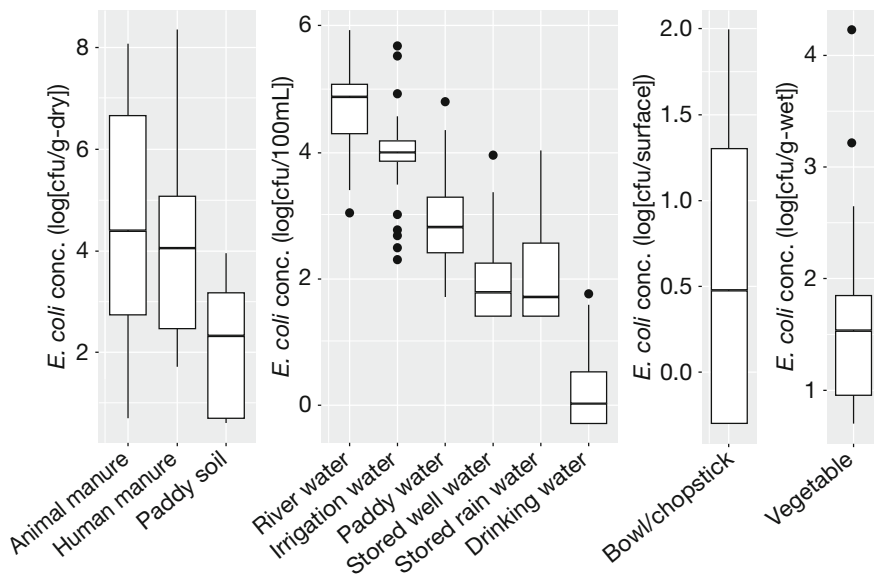 E. coli conc. (log[cfu/g-dry])
8
6
4
2
Animal manure
Human manure
Paddy soil
E. coli conc. (log[cfu/100mL])
6
4
2
0
River water
Irrigation water
Paddy water
Stored well water
Stored rain water
Drinking water
E. coli conc. (log[cfu/surface])
2.0
1.5
1.0
0.5
0.0
Bowl/chopstick
E. coli conc. (log[cfu/g-wet])
4
3
2
1
Vegetable